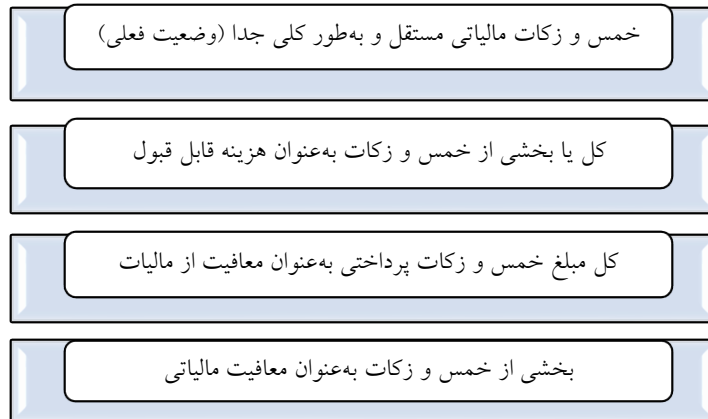 خمس و زکات مالیاتی مستقل و به‌طور کلی جدا (وضعیت فعلی)
کل یا بخشی از خمس و زکات به‌عنوان هزینه قابل قبول
کل مبلغ خمس و زکات پرداختی به‌عنوان معافیت از مالیات
بخشی از خمس و زکات به‌عنوان معافیت مالیاتی